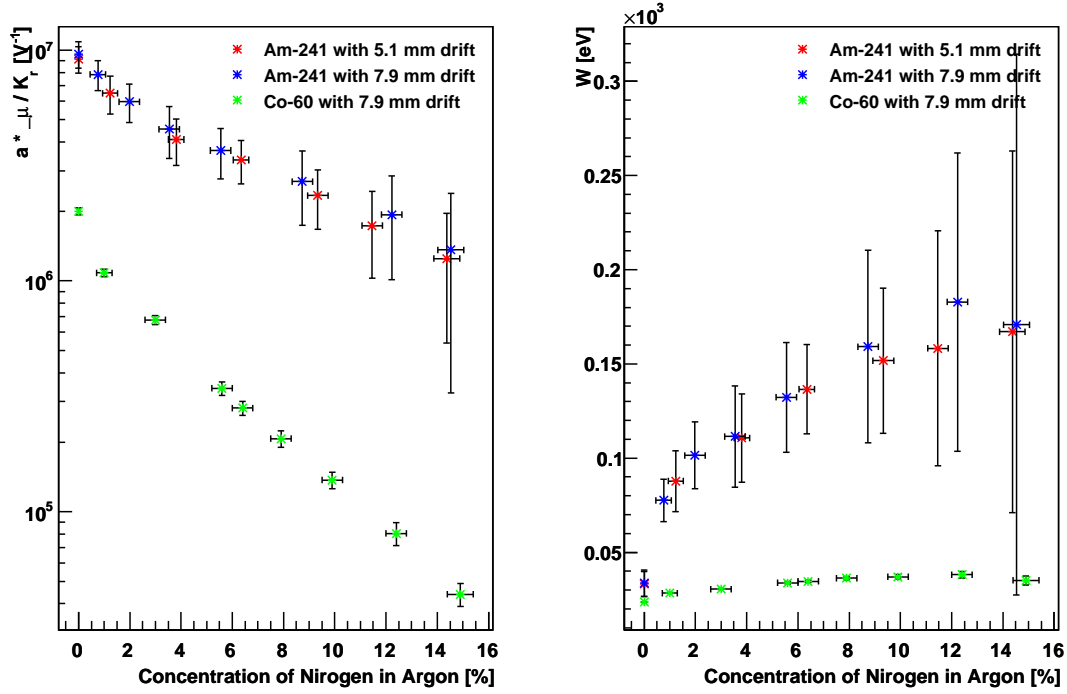 a* _μ / K_r [V^-1]
10^7
10^6
10^5
Am-241 with 5.1 mm drift
Am-241 with 7.9 mm drift
Co-60 with 7.9 mm drift
0 2 4 6 8 10 12 14 16
Concentration of Nirogen in Argon [%]
×10^3
W [eV]
0.3
0.25
0.2
0.15
0.1
0.05
Am-241 with 5.1 mm drift
Am-241 with 7.9 mm drift
Co-60 with 7.9 mm drift
0 2 4 6 8 10 12 14 16
Concentration of Nirogen in Argon [%]